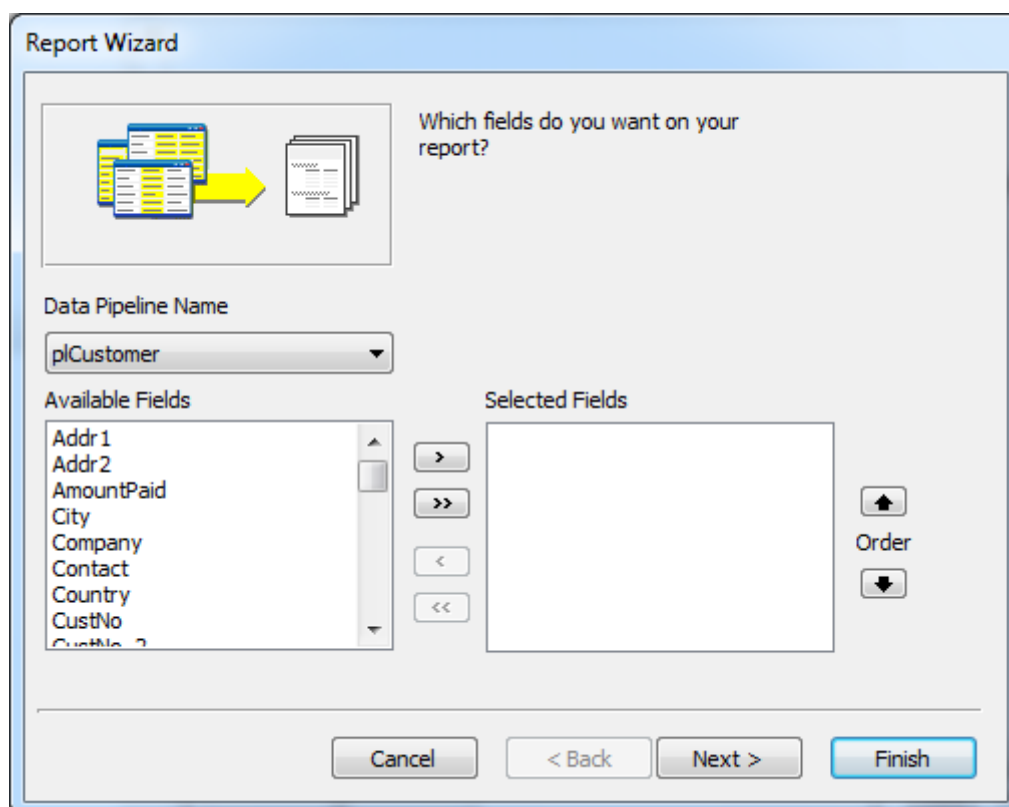 Report Wizard
Which fields do you want on your
report?
Data Pipeline Name
plCustomer
Available Fields
Selected Fields
Addr1
Addr2
AmountPaid
City
Company
Contact
Country
CustNo
CustNo_2
>
>>
<
<<
Order
Cancel
< Back
Next >
Finish